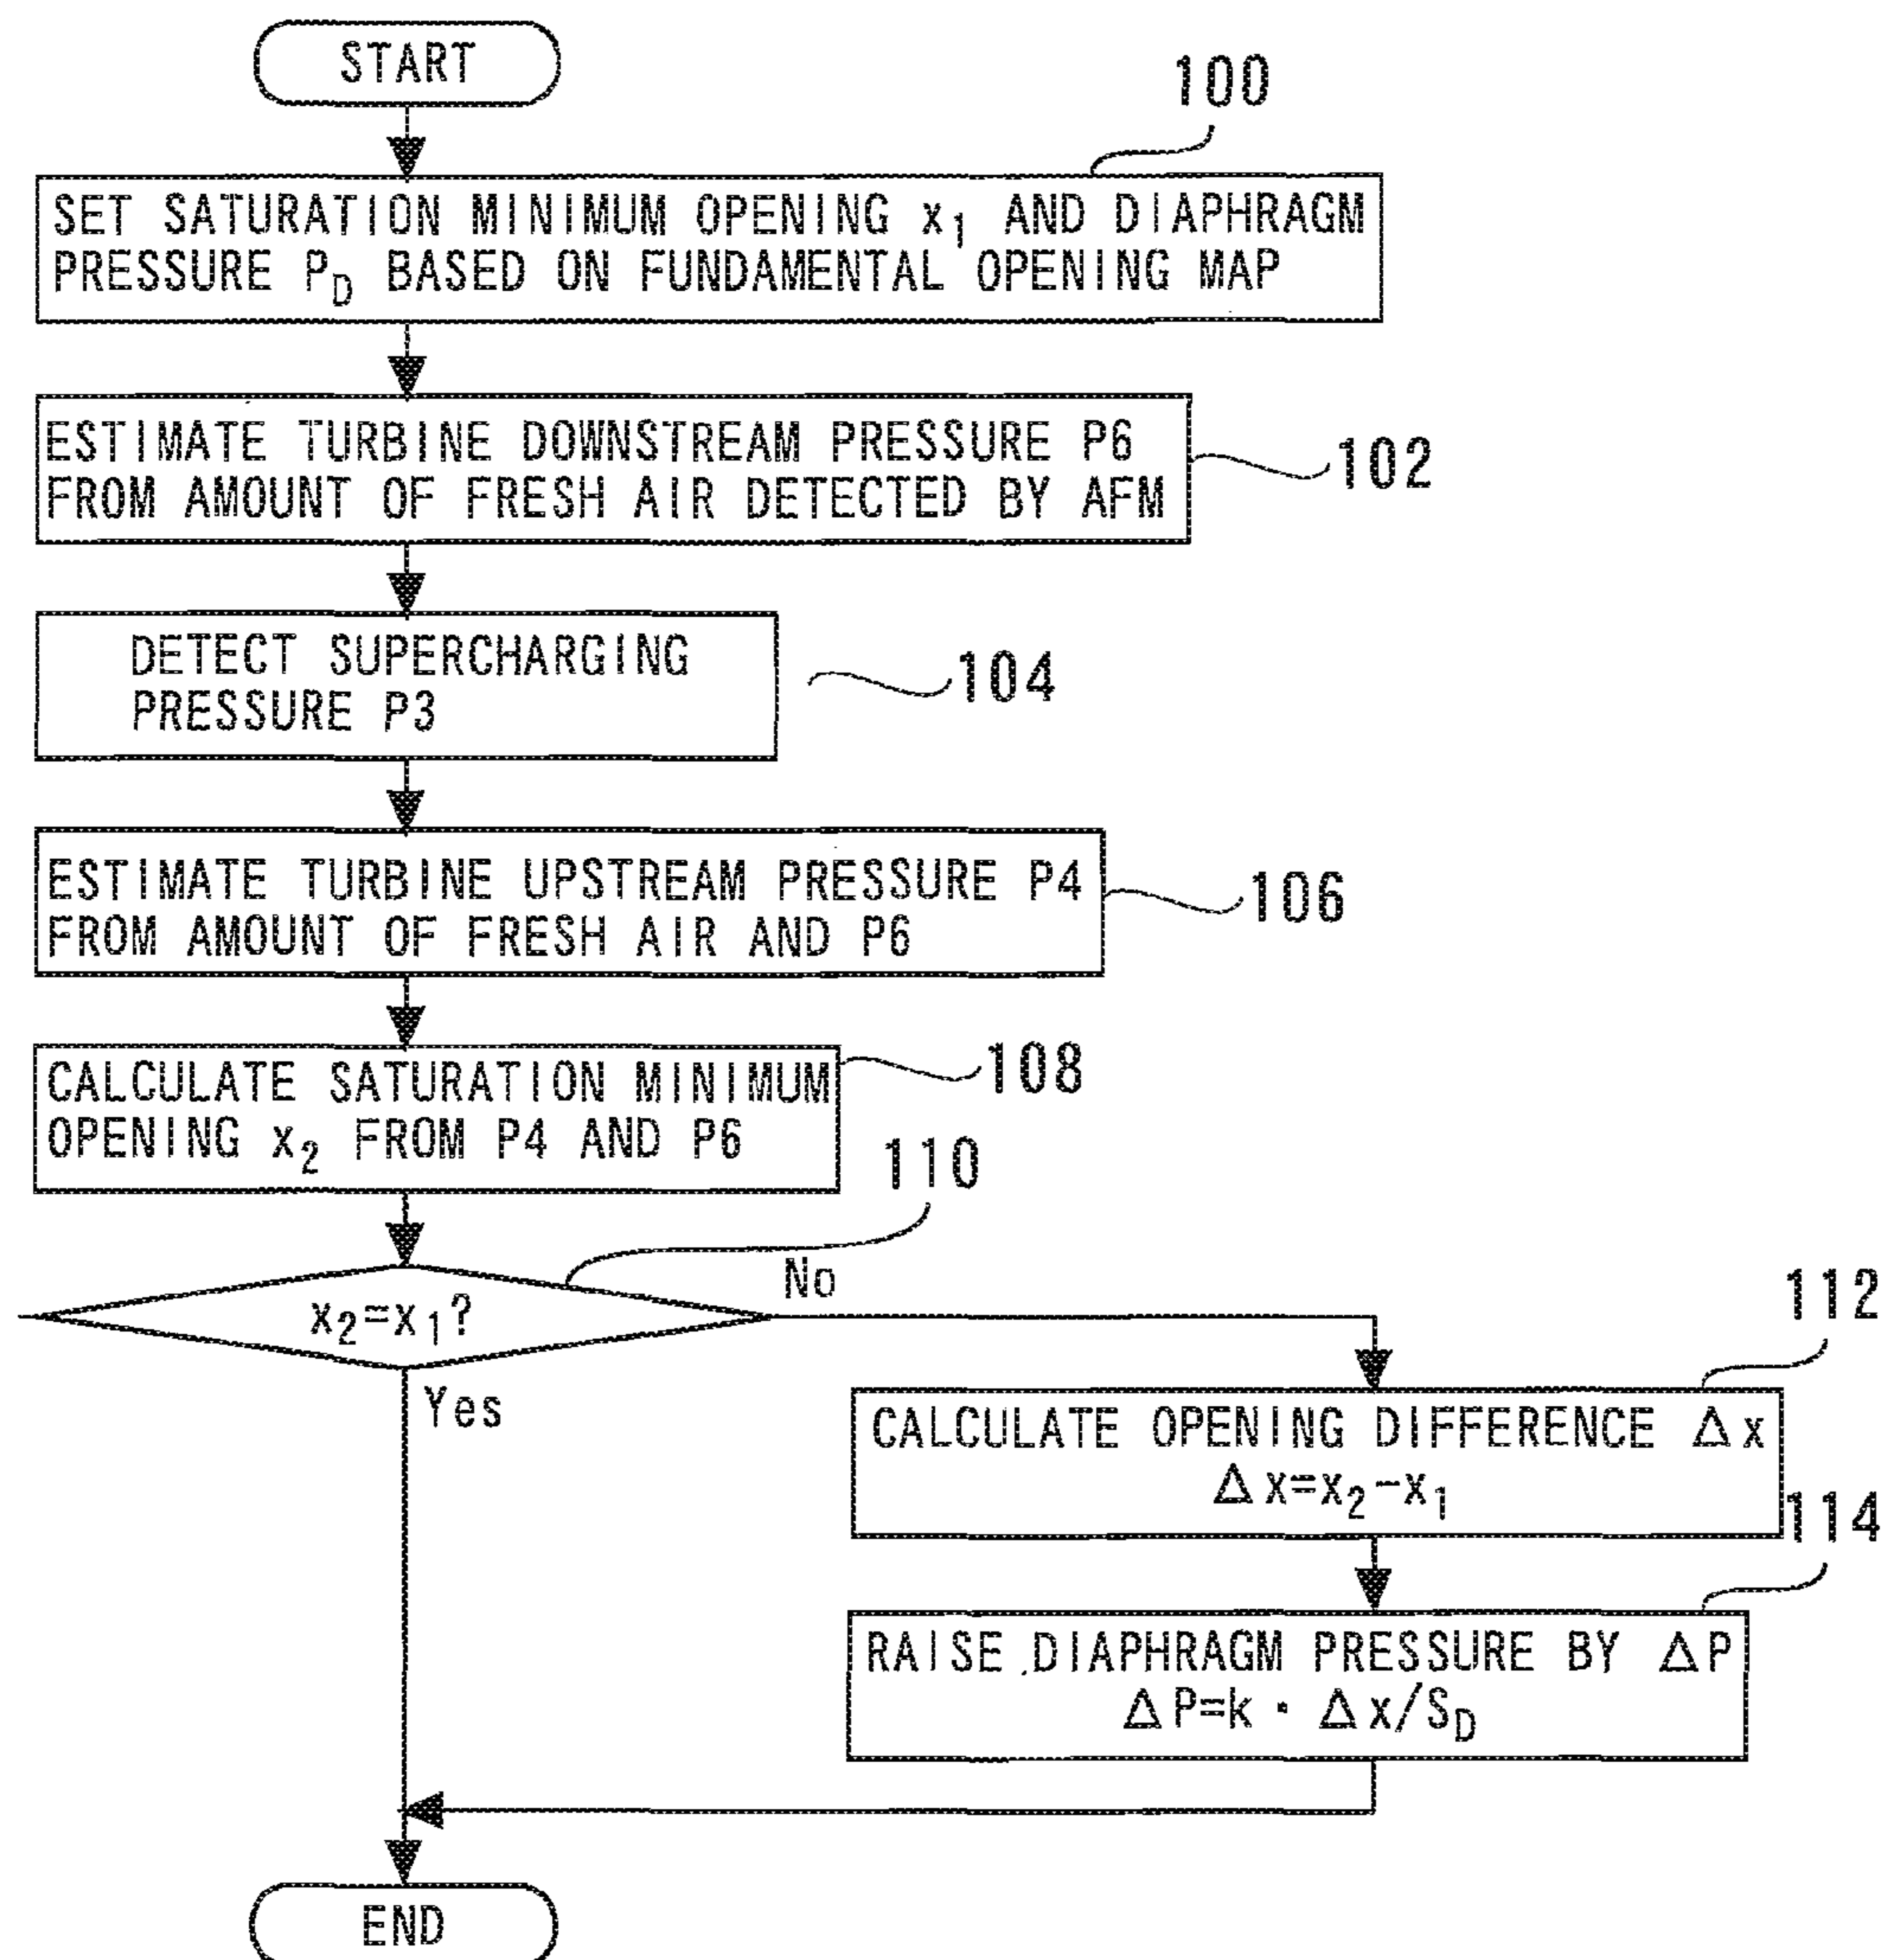 START
100
SET SATURATION MINIMUM OPENING x₁ AND DIAPHRAGM
PRESSURE P_D BASED ON FUNDAMENTAL OPENING MAP
ESTIMATE TURBINE DOWNSTREAM PRESSURE P6
FROM AMOUNT OF FRESH AIR DETECTED BY AFM
102
DETECT SUPERCHARGING
PRESSURE P3
104
ESTIMATE TURBINE UPSTREAM PRESSURE P4
FROM AMOUNT OF FRESH AIR AND P6
106
CALCULATE SATURATION MINIMUM
OPENING x₂ FROM P4 AND P6
108
110
x₂=x₁?
No
Yes
112
CALCULATE OPENING DIFFERENCE Δx
Δx=x₂-x₁
114
RAISE DIAPHRAGM PRESSURE BY ΔP
ΔP=k・Δx/S_D
END